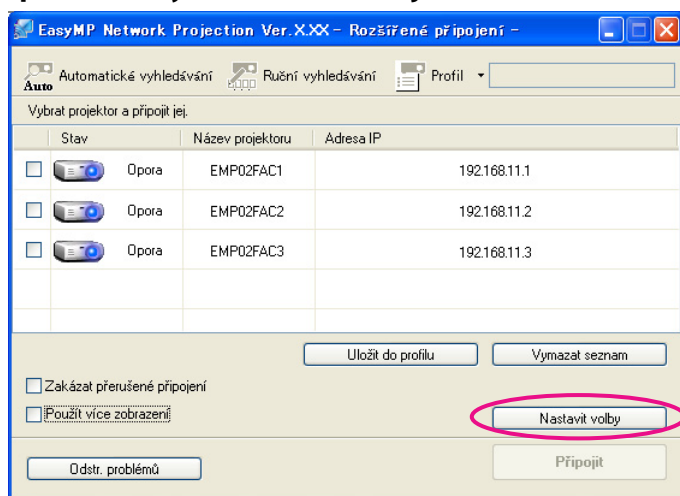 EasyMP Network Projection Ver.X.XX - Rozšířené připojení -
Auto Automatické vyhledávání Ruční vyhledávání Profil
Vybrat projektor a připojit jej.
Stav Název projektoru Adresa IP
Opora EMP02FAC1 192.168.11.1
Opora EMP02FAC2 192.168.11.2
Opora EMP02FAC3 192.168.11.3
Uložit do profilu Vymazat seznam
Zakázat přerušené připojení
Použít více zobrazení Nastavit volby
Odstr. problémů Připojit